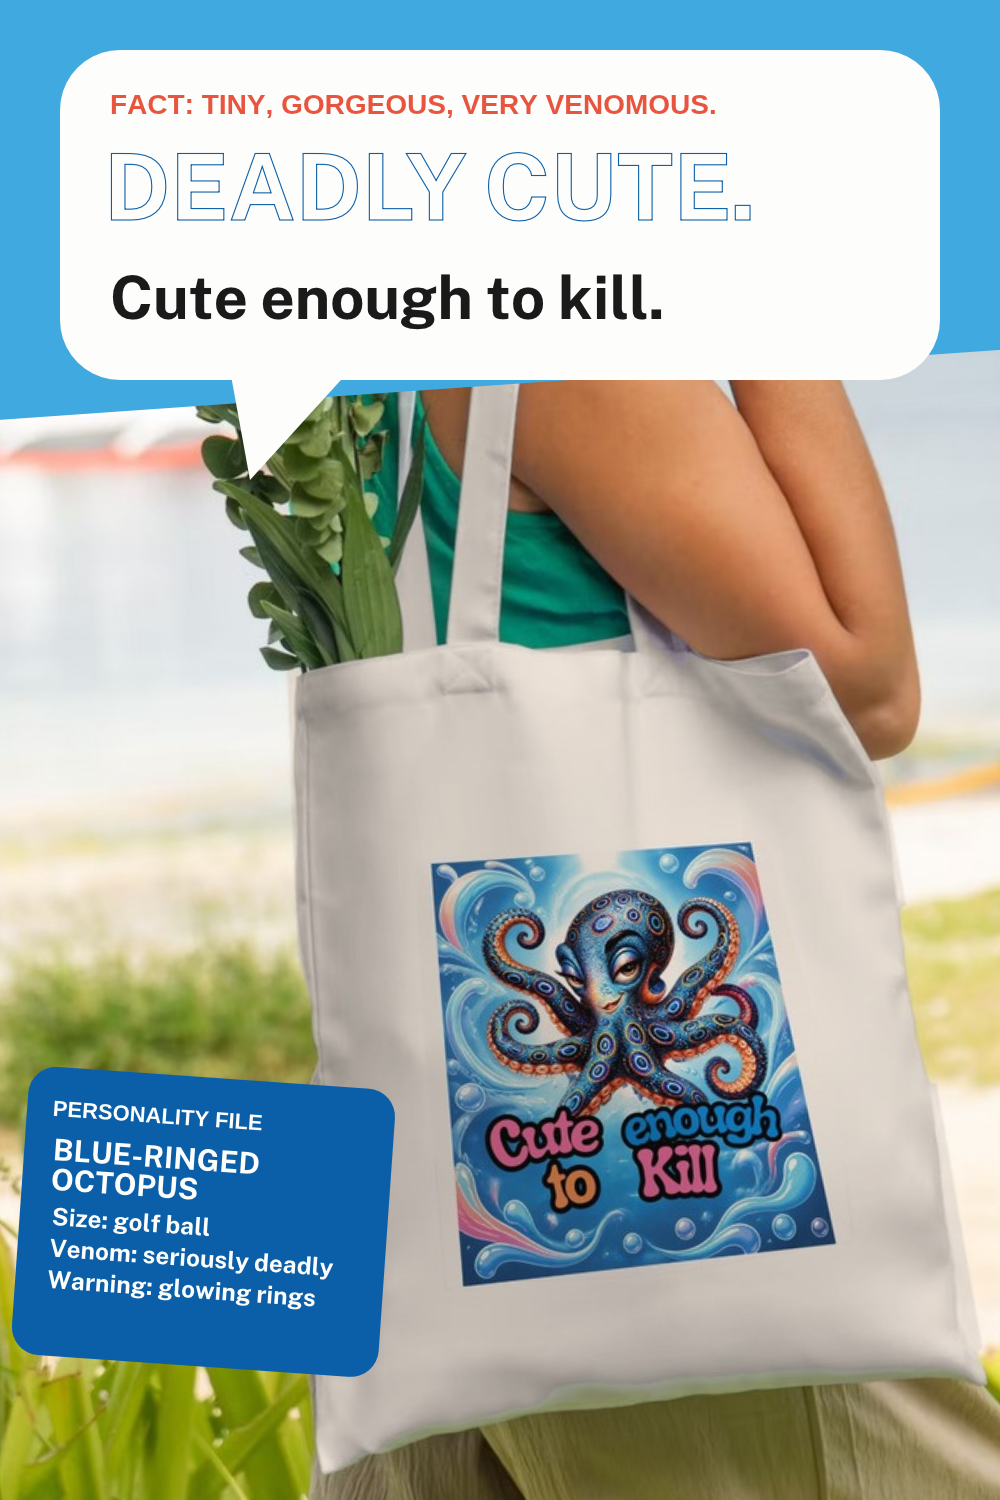 FACT: TINY, GORGEOUS, VERY VENOMOUS.
DEADLY CUTE.
Cute enough to kill.
Cute enough
to Kill
PERSONALITY FILE
BLUE-RINGED
OCTOPUS
Size: golf ball
Venom: seriously deadly
Warning: glowing rings